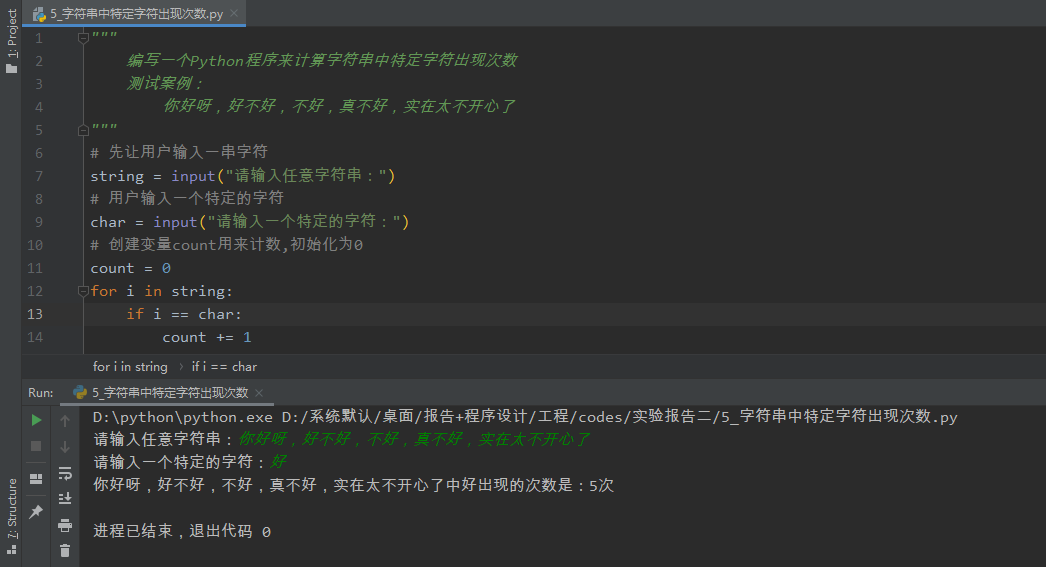 1: Project
5_字符串中特定字符出现次数.py
1 """
2 编写一个Python程序来计算字符串中特定字符出现次数
3 测试案例：
4 你好呀，好不好，不好，真不好，实在太不开心了
5 """
6 # 先让用户输入一串字符
7 string = input("请输入任意字符串：")
8 # 用户输入一个特定的字符
9 char = input("请输入一个特定的字符：")
10 # 创建变量count用来计数,初始化为0
11 count = 0
12 for i in string:
13 if i == char:
14 count += 1
for i in string › if i == char
Run: 5_字符串中特定字符出现次数
D:\python\python.exe D:/系统默认/桌面/报告+程序设计/工程/codes/实验报告二/5_字符串中特定字符出现次数.py
请输入任意字符串：你好呀，好不好，不好，真不好，实在太不开心了
请输入一个特定的字符：好
你好呀，好不好，不好，真不好，实在太不开心了中好出现的次数是：5次
进程已结束，退出代码 0
7: Structure